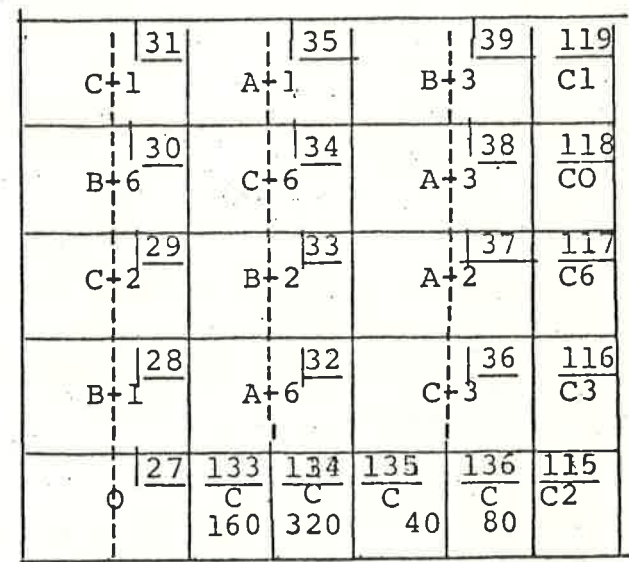 31 35 39 119
C 1 A 1 B 3 C1
30 34 38 118
B 6 C 6 A 3 C0
29 33 37 117
C 2 B 2 A 2 C6
28 32 36 116
B 1 A 6 C 3 C3
27 133 134 135 136 115
O C C C C C2
160 320 40 80